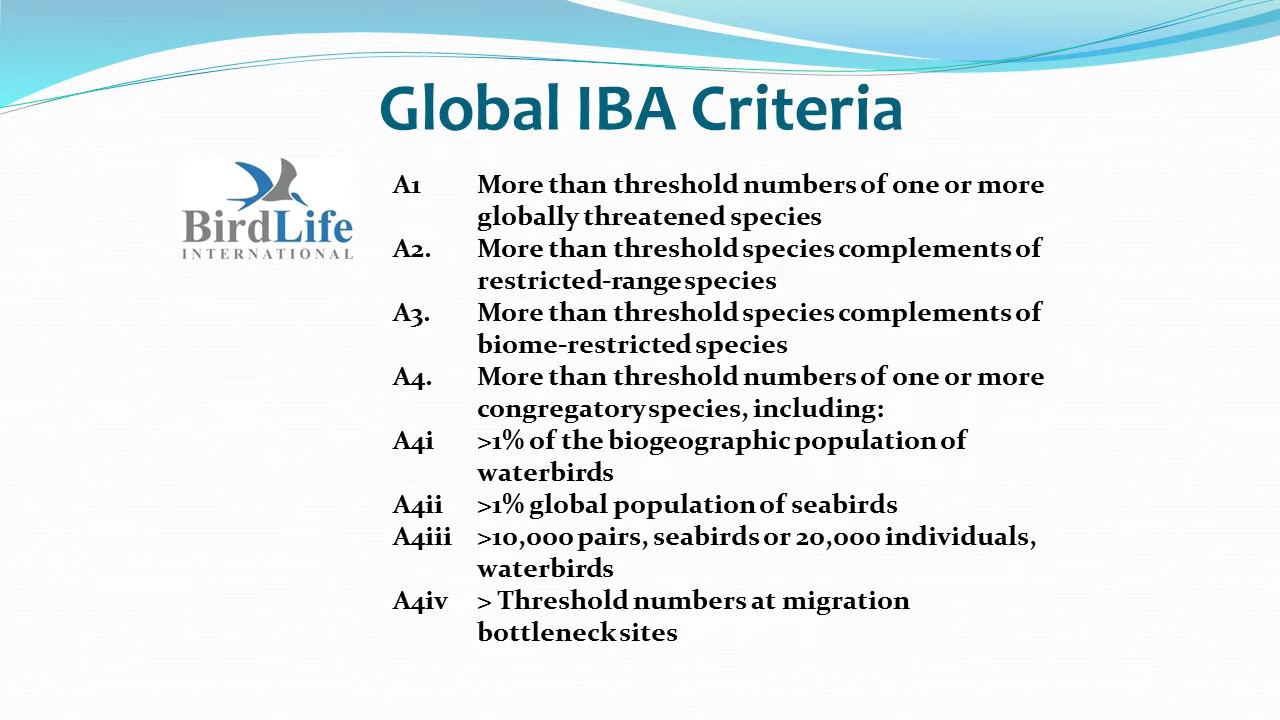 Global IBA Criteria
BirdLife
INTERNATIONAL
A1 More than threshold numbers of one or more
globally threatened species
A2. More than threshold species complements of
restricted-range species
A3. More than threshold species complements of
biome-restricted species
A4. More than threshold numbers of one or more
congregatory species, including:
A4i >1% of the biogeographic population of
waterbirds
A4ii >1% global population of seabirds
A4iii >10,000 pairs, seabirds or 20,000 individuals,
waterbirds
A4iv > Threshold numbers at migration
bottleneck sites